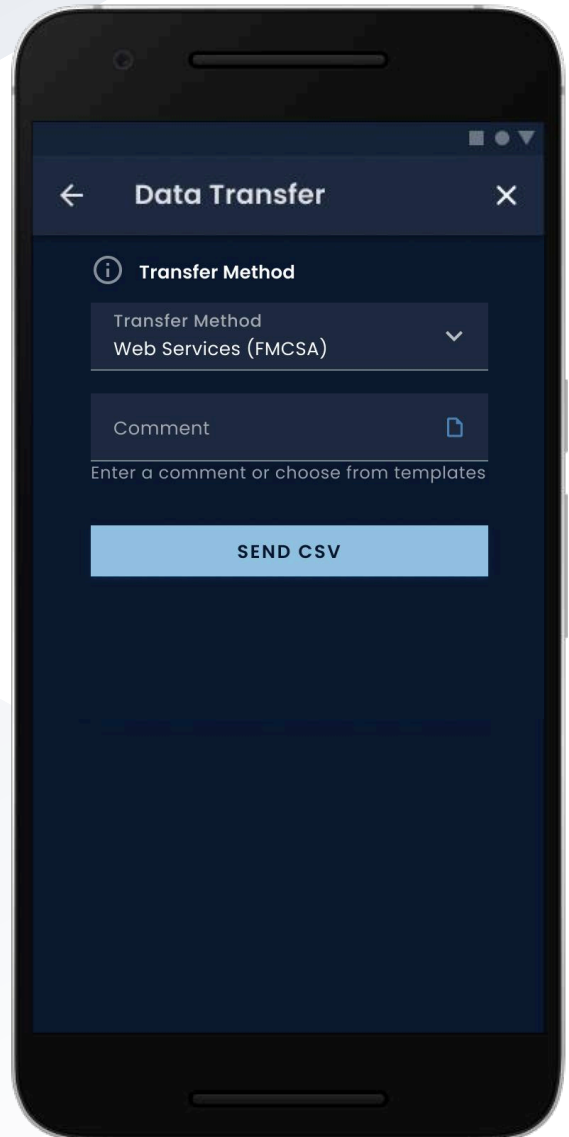 Data Transfer
Transfer Method
Transfer Method
Web Services (FMCSA)
Comment
Enter a comment or choose from templates
SEND CSV